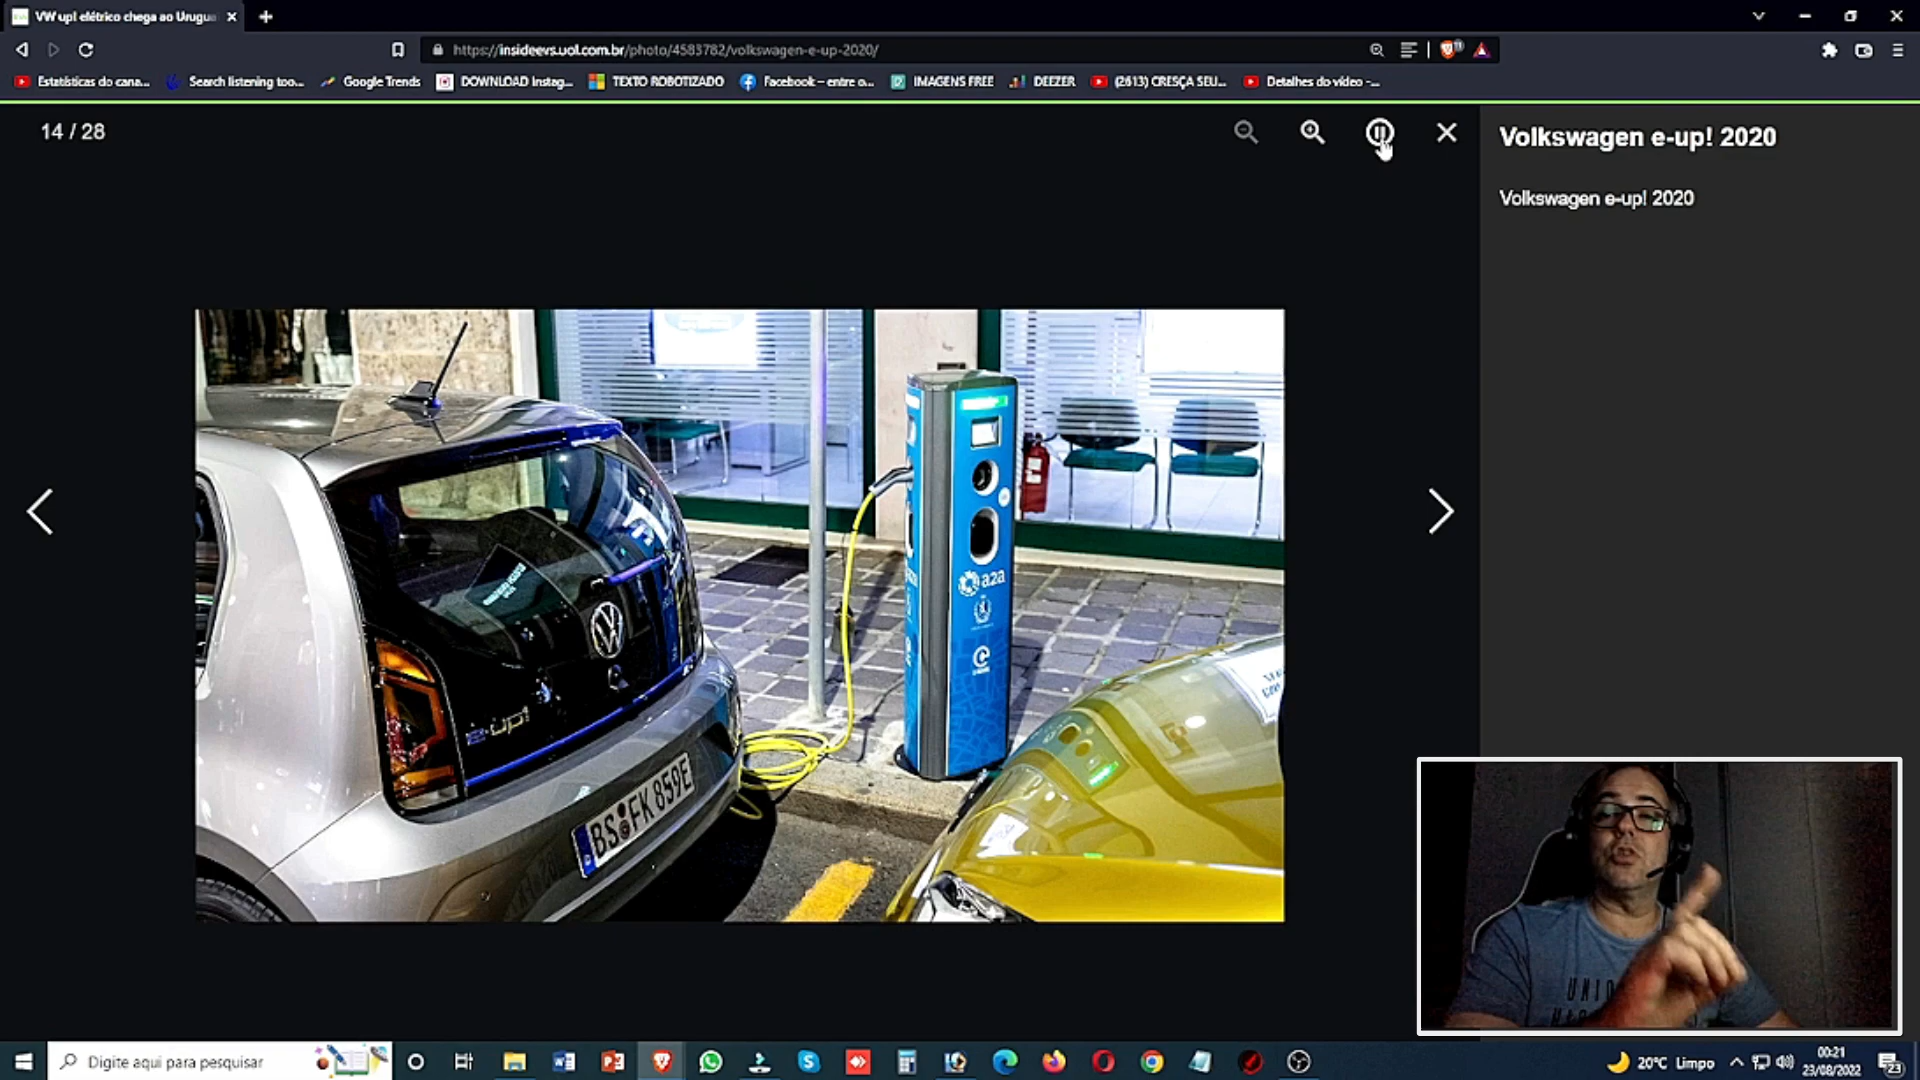 VW up! elétrico chega ao Urugua
https://insideevs.uol.com.br/photo/4583782/volkswagen-e-up-2020/
Estatísticas do cana...
Search listening too...
Google Trends
DOWNLOAD Instag...
TEXTO ROBOTIZADO
Facebook – entre o...
IMAGENS FREE
DEEZER
(2613) CRESÇA SEU...
Detalhes do vídeo -...
14 / 28
Volkswagen e-up! 2020
Volkswagen e-up! 2020
a2a
e-up!
BS FK 859E
Digite aqui para pesquisar
20°C Limpo
00:21
23/08/2022
23